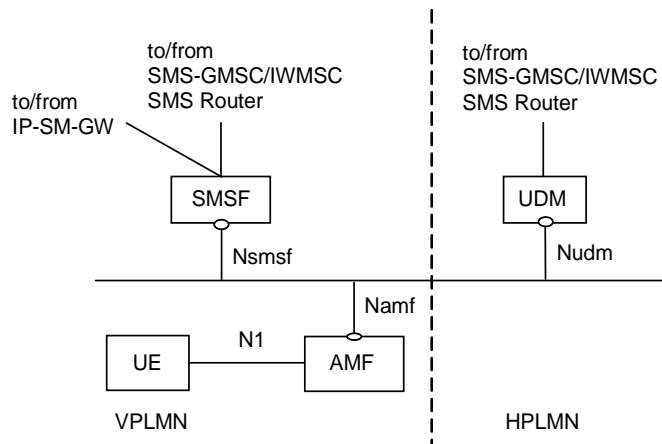 to/from
SMS-GMSC/IWMSC
SMS Router
to/from
SMS-GMSC/IWMSC
SMS Router
to/from
IP-SM-GW
SMSF
UDM
Nsmsf
Nudm
Namf
N1
UE
AMF
VPLMN
HPLMN